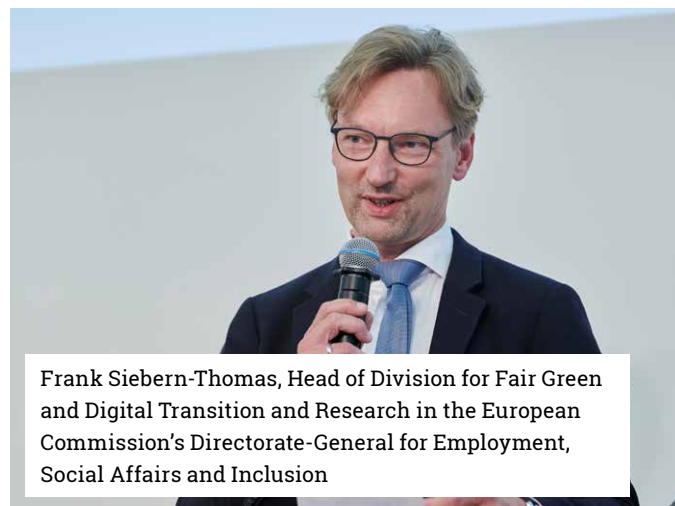 Frank Siebern-Thomas, Head of Division for Fair Green
and Digital Transition and Research in the European
Commission’s Directorate-General for Employment,
Social Affairs and Inclusion